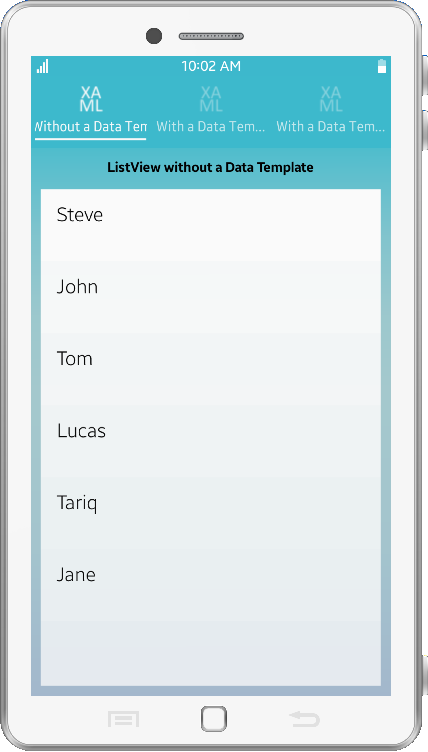 10:02 AM
XA
ML
XA
ML
XA
ML
Without a Data Tem
With a Data Tem...
With a Data Tem...
ListView without a Data Template
Steve
John
Tom
Lucas
Tariq
Jane